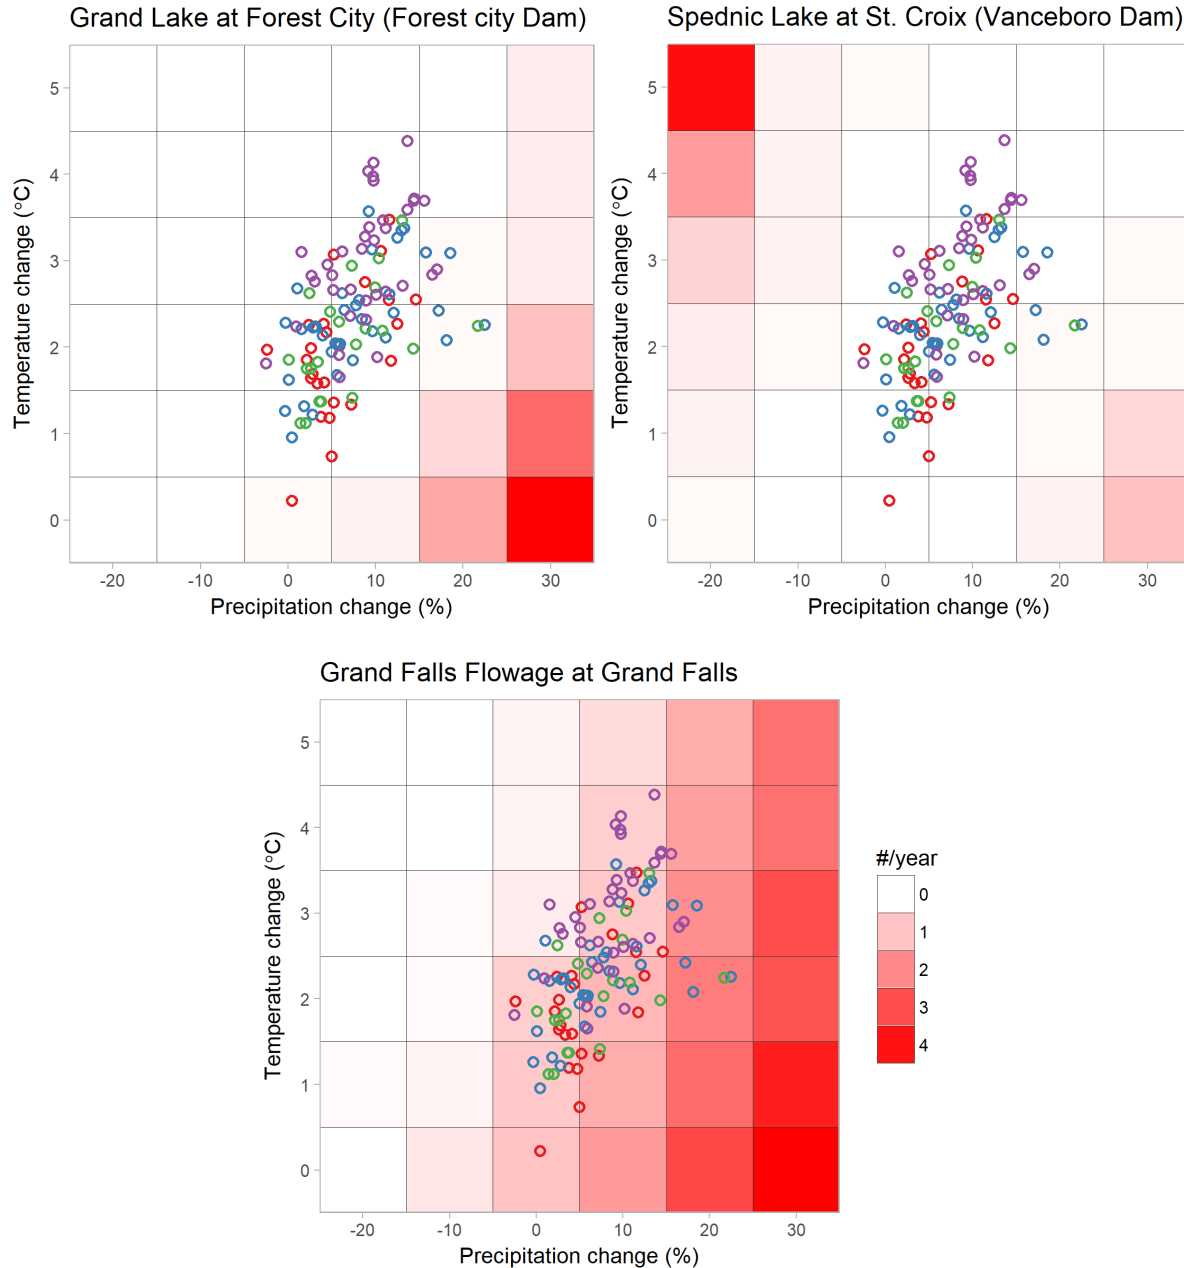 Grand Lake at Forest City (Forest city Dam)
Temperature change (°C)
5
4
3
2
1
0
-20 -10 0 10 20 30
Precipitation change (%)
Spednic Lake at St. Croix (Vanceboro Dam)
Temperature change (°C)
5
4
3
2
1
0
-20 -10 0 10 20 30
Precipitation change (%)
Grand Falls Flowage at Grand Falls
Temperature change (°C)
5
4
3
2
1
0
-20 -10 0 10 20 30
Precipitation change (%)
#/year
0
1
2
3
4